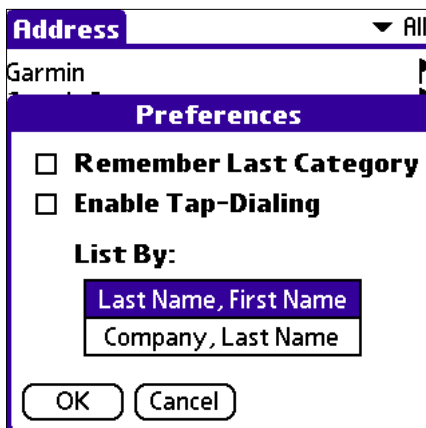 Address
All
Garmin
Preferences
Remember Last Category
Enable Tap-Dialing
List By:
Last Name, First Name
Company, Last Name
OK
Cancel